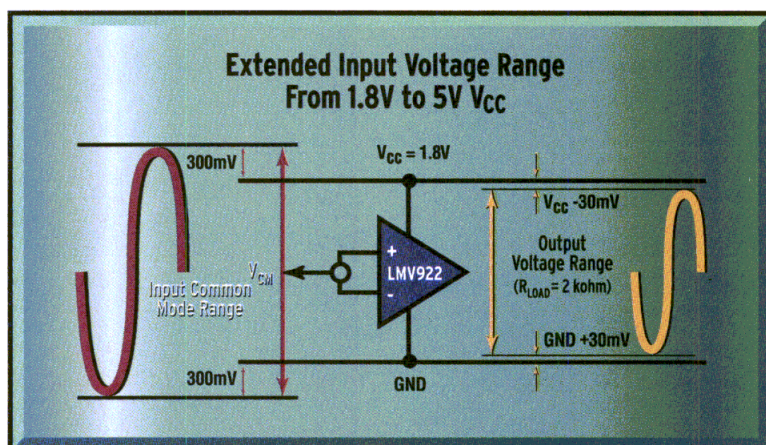 Extended Input Voltage Range
From 1.8V to 5V VCC
300mV
VCC = 1.8V
VCC -30mV
+
LMV922
-
VCM
Input Common
Mode Range
Output
Voltage Range
(RLOAD = 2 kohm)
GND +30mV
300mV
GND